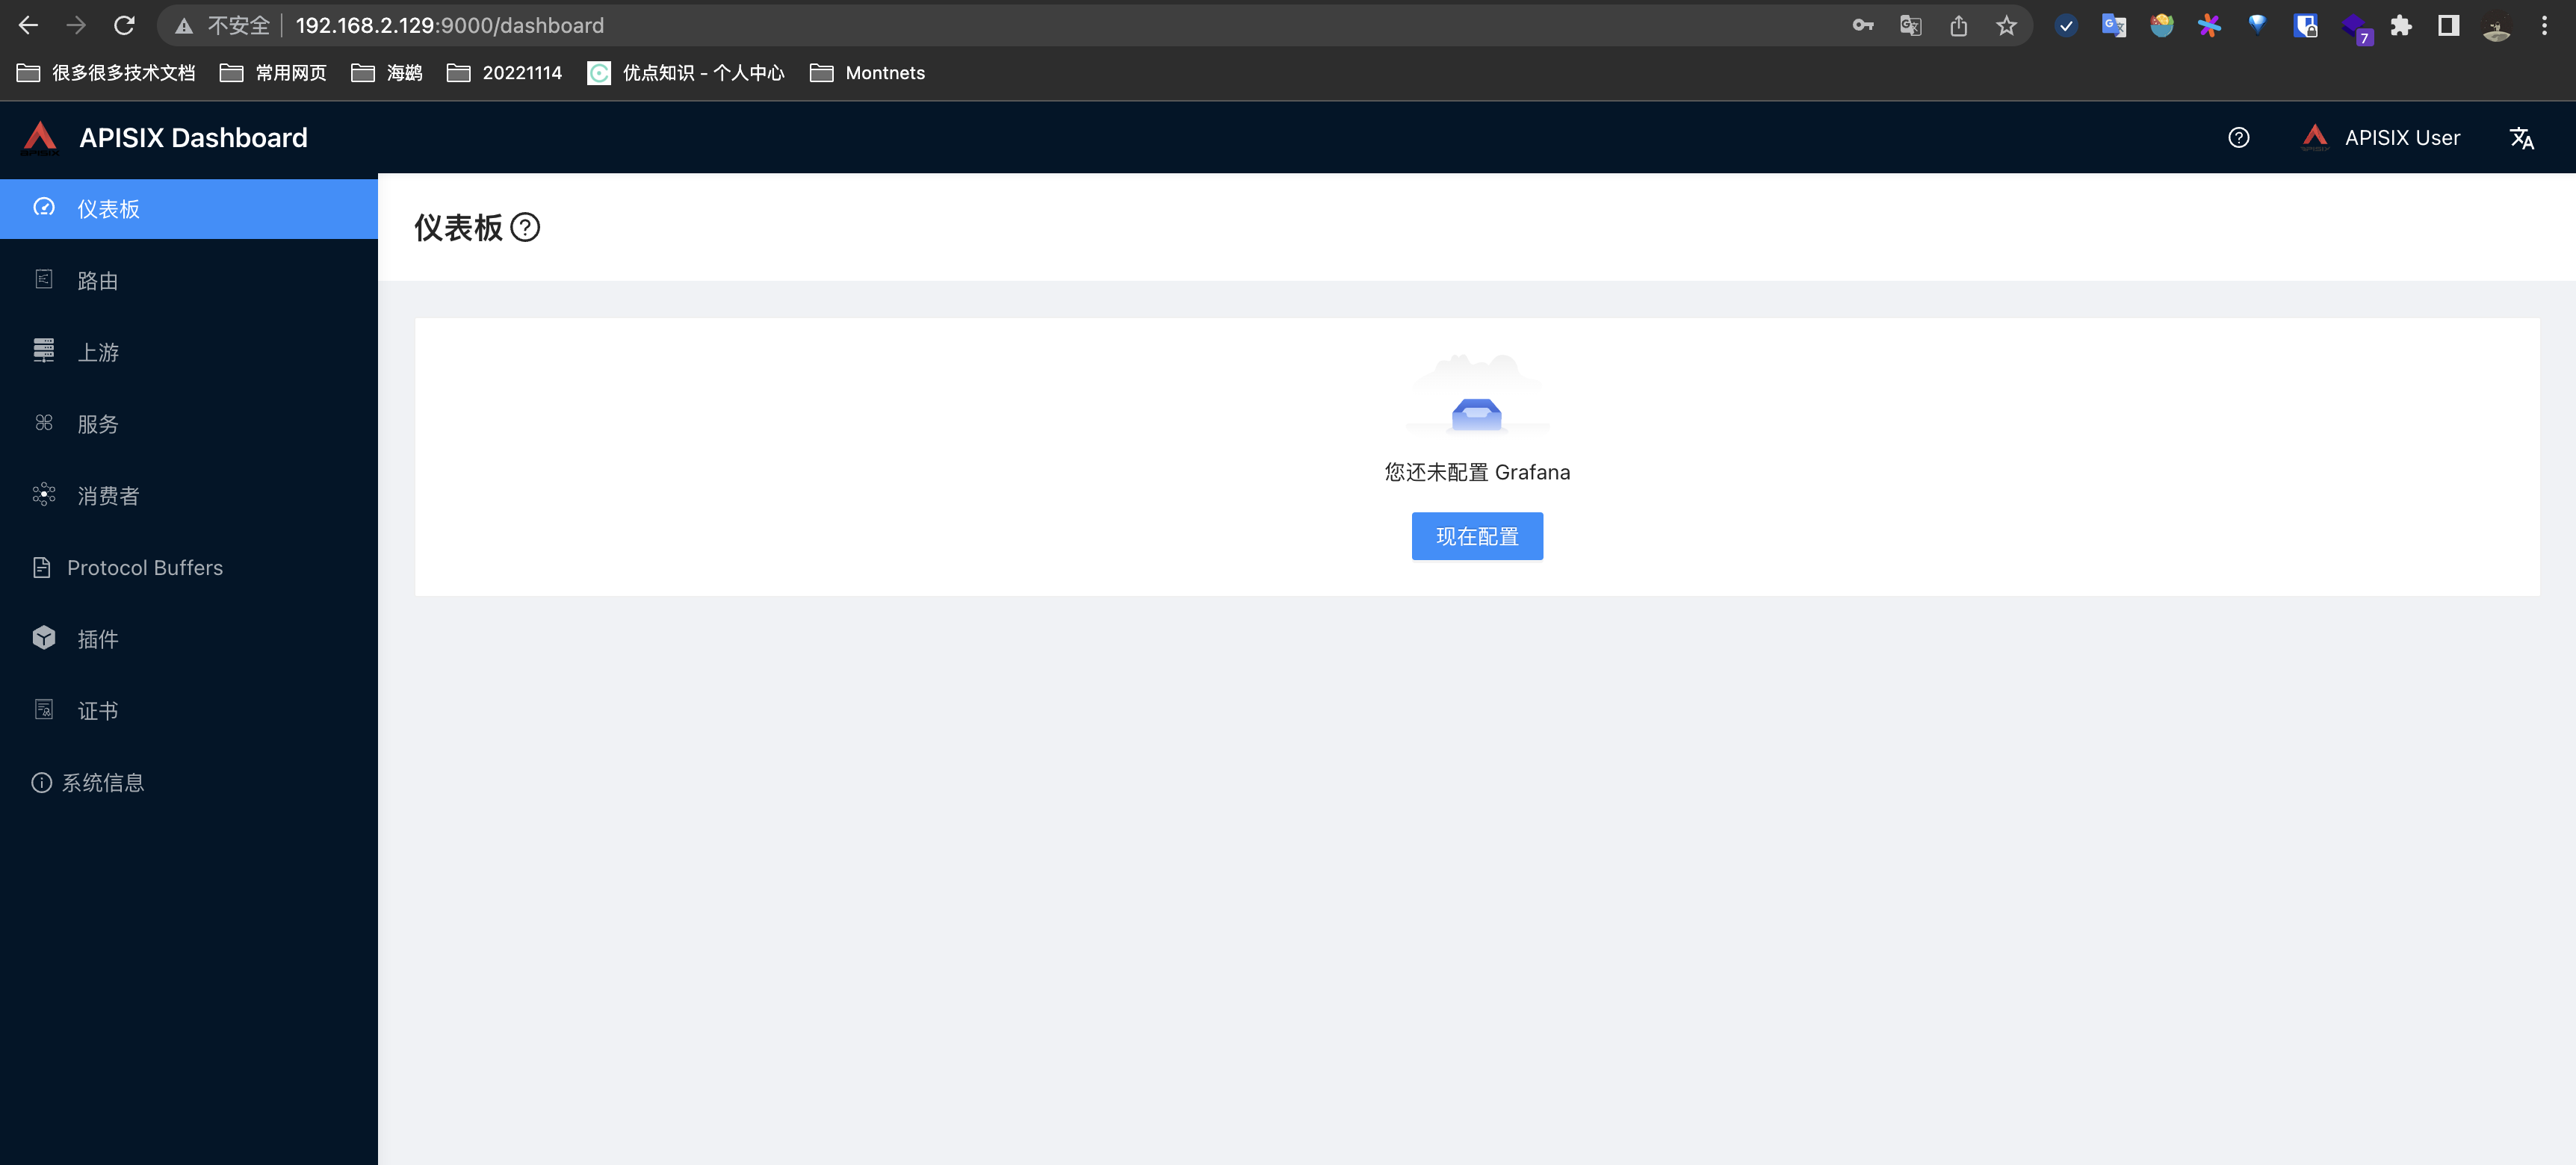 不安全 192.168.2.129:9000/dashboard
7
很多很多技术文档 常用网页 海鹚 20221114 优点知识 - 个人中心 Montnets
APISIX Dashboard APISIX User
仪表板
路由
上游
服务
消费者
Protocol Buffers
插件
证书
系统信息
仪表板
您还未配置 Grafana
现在配置